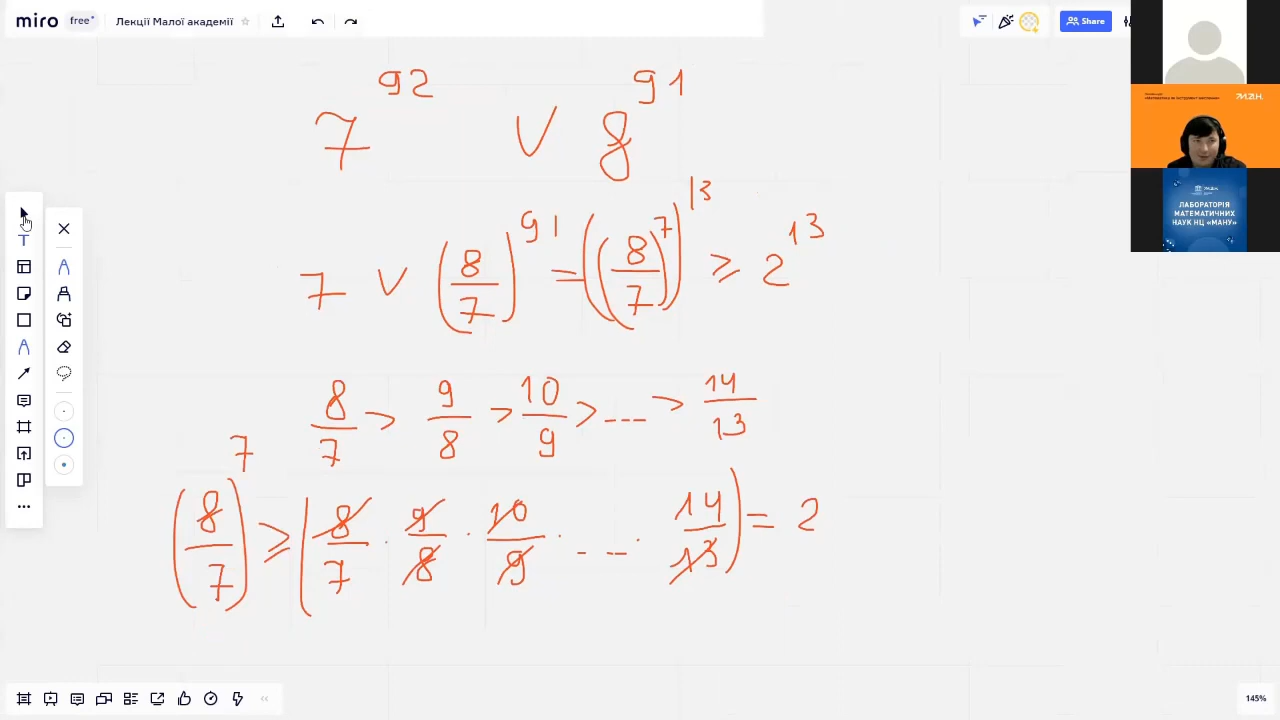 miro free Лекції Малої академії
Share
7^92 V 8^91
7 V (8/7)^91 = ((8/7)^7)^13 ⩾ 2^13
8/7 > 9/8 > 10/9 > --- > 14/13
(8/7)^7 ⩾ (8/7 · 9/8 · 10/9 · --- · 14/13) = 2
ЛАБОРАТОРІЯ
МАТЕМАТИЧНИХ
НАУК НЦ «МАНУ»
145%